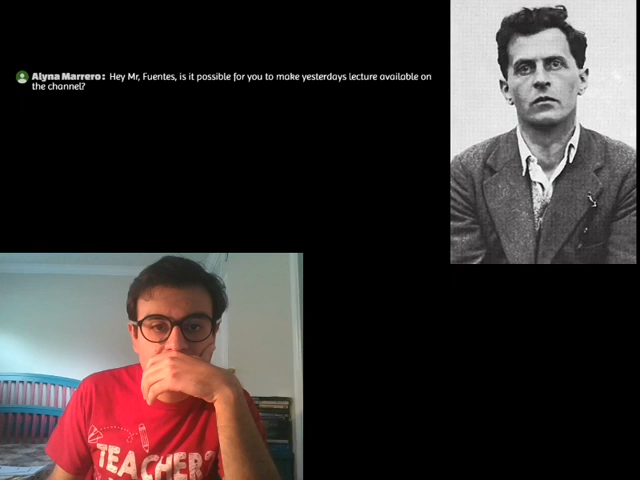 Alyna Marrero: Hey Mr, Fuentes, is it possible for you to make yesterdays lecture available on
the channel?
TEACHER